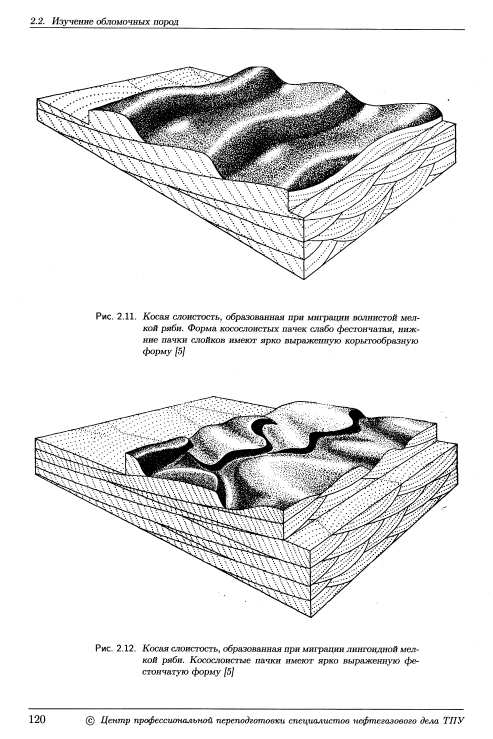 2.2. Изучение обломочных пород
Рис. 2.11. Косая слоистость, образованная при миграции волнистой мел-
кой ряби. Форма косослоистых пачек слабо фестончатая, ниж-
ние пачки слойков имеют ярко выраженную корытообразную
форму [5]
Рис. 2.12. Косая слоистость, образованная при миграции лингоидной мел-
кой ряби. Косослоистые пачки имеют ярко выраженную фе-
стончатую форму [5]
120 © Центр профессиональной переподготовки специалистов нефтегазового дела ТПУ